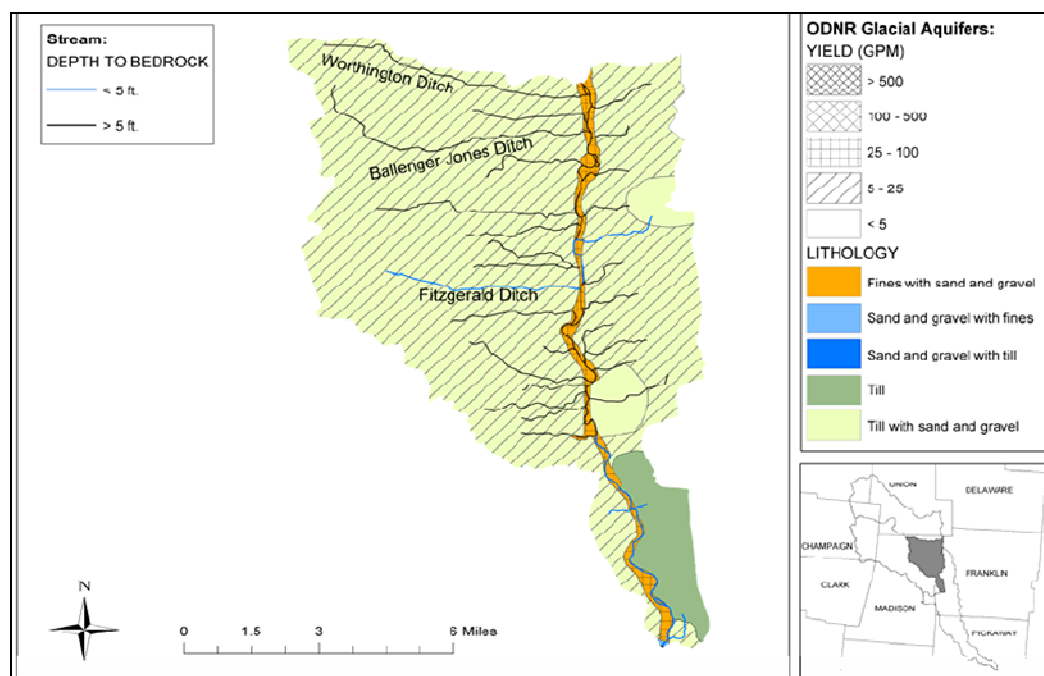 Stream:
DEPTH TO BEDROCK
< 5 ft.
> 5 ft.
Worthington Ditch
Ballenger Jones Ditch
Fitzgerald Ditch
N
0 1.5 3 6 Miles
ODNR Glacial Aquifers:
YIELD (GPM)
> 500
100 - 500
25 - 100
5 - 25
< 5
LITHOLOGY
Fines with sand and gravel
Sand and gravel with fines
Sand and gravel with till
Till
Till with sand and gravel
UNION
DELAWARE
CHAMPAIGN
CLARK
FRANKLIN
MADISON
PICKAWAY